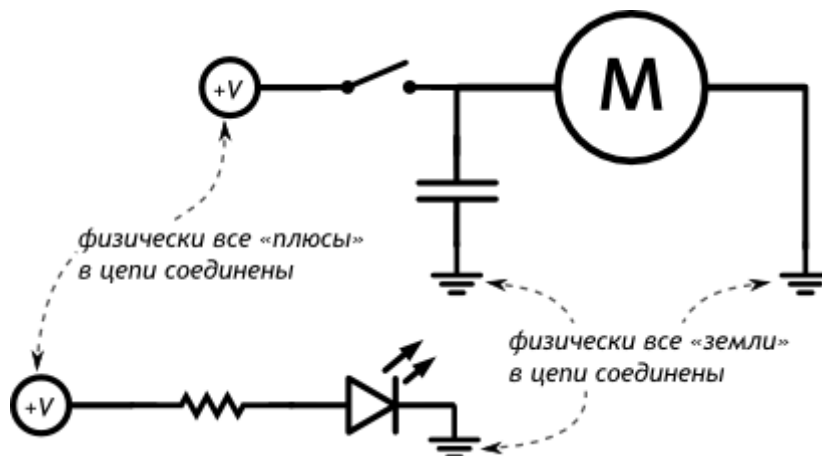 +V
M
физически все «плюсы»
в цепи соединены
физически все «земли»
в цепи соединены
+V